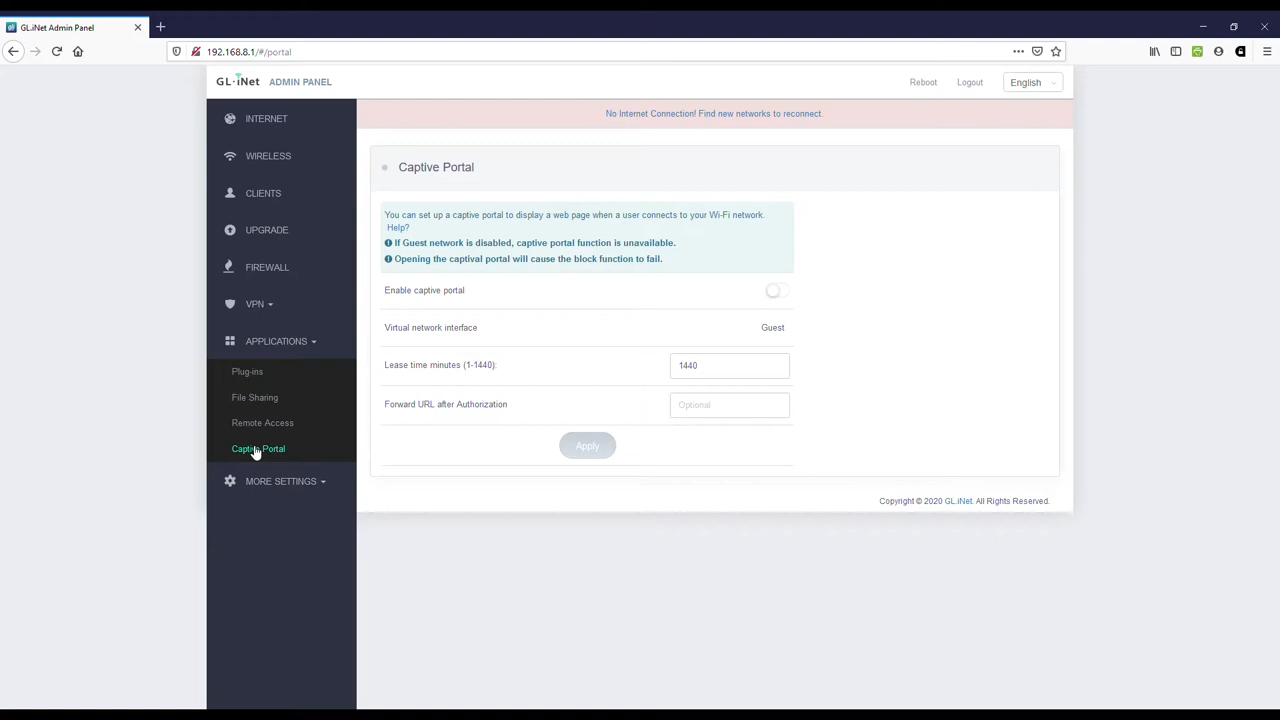 GL.iNet Admin Panel
192.168.8.1/#/portal
GL·iNet ADMIN PANEL
Reboot
Logout
English
INTERNET
WIRELESS
CLIENTS
UPGRADE
FIREWALL
VPN
APPLICATIONS
Plug-ins
File Sharing
Remote Access
Captive Portal
MORE SETTINGS
No Internet Connection! Find new networks to reconnect.
Captive Portal
You can set up a captive portal to display a web page when a user connects to your Wi-Fi network.
Help?
If Guest network is disabled, captive portal function is unavailable.
Opening the captival portal will cause the block function to fail.
Enable captive portal
Virtual network interface Guest
Lease time minutes (1-1440): 1440
Forward URL after Authorization Optional
Apply
Copyright © 2020 GL.iNet. All Rights Reserved.